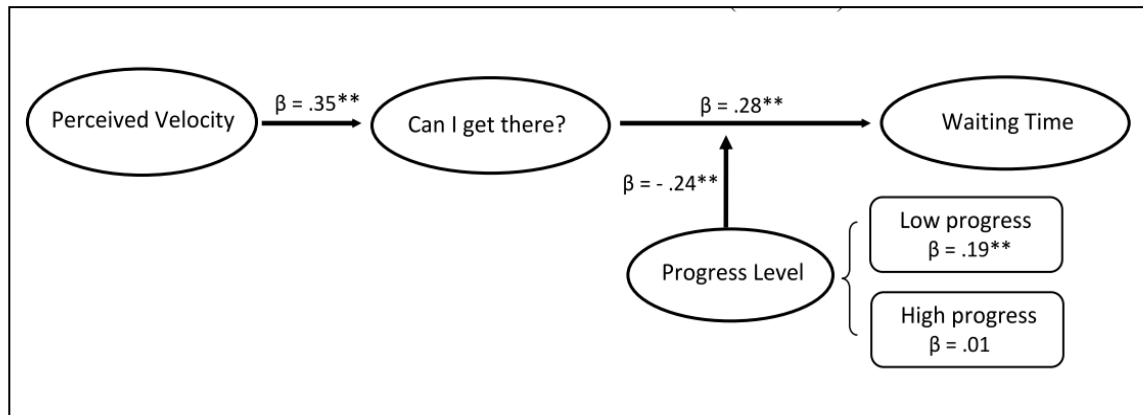 Perceived Velocity
β = .35**
Can I get there?
β = .28**
Waiting Time
β = - .24**
Progress Level
Low progress
β = .19**
High progress
β = .01